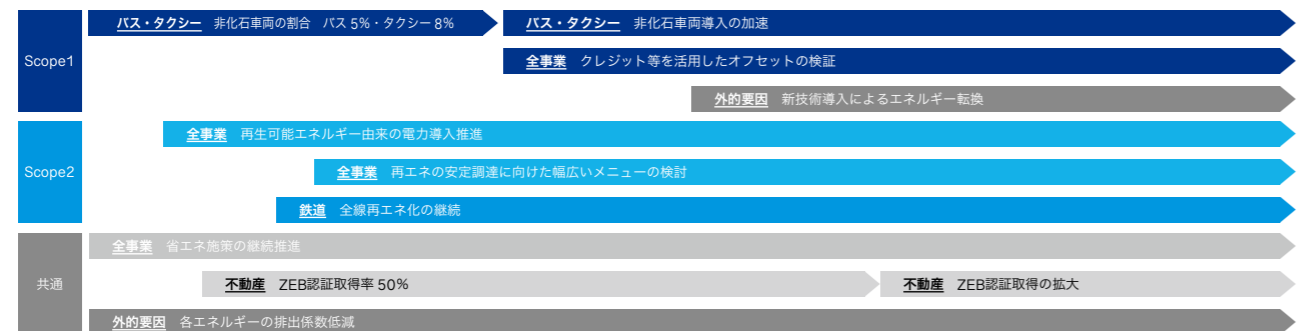 Scope1
バス・タクシー 非化石車両の割合 バス 5%・タクシー 8%
バス・タクシー 非化石車両導入の加速
全事業 クレジット等を活用したオフセットの検証
外的要因 新技術導入によるエネルギー転換
Scope2
全事業 再生可能エネルギー由来の電力導入推進
全事業 再エネの安定調達に向けた幅広いメニューの検討
鉄道 全線再エネ化の継続
共通
全事業 省エネ施策の継続推進
不動産 ZEB認証取得率 50%
不動産 ZEB認証取得の拡大
外的要因 各エネルギーの排出係数低減